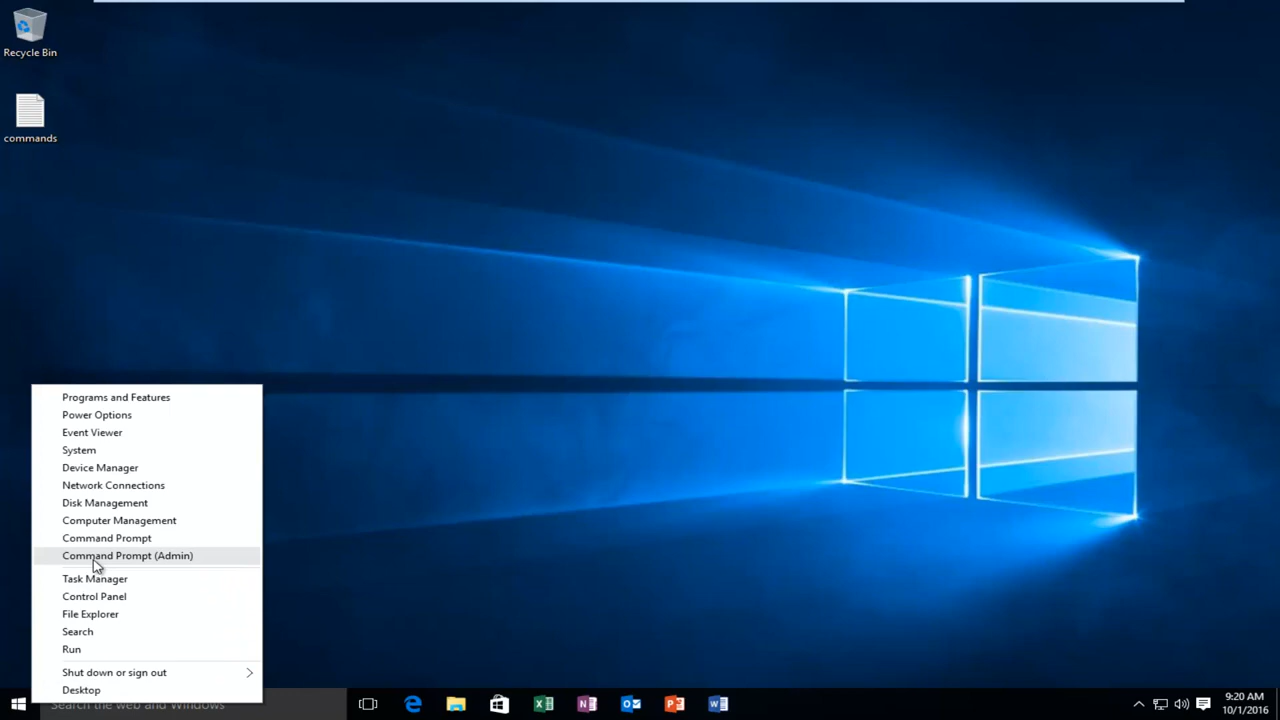 Recycle Bin
commands
Programs and Features
Power Options
Event Viewer
System
Device Manager
Network Connections
Disk Management
Computer Management
Command Prompt
Command Prompt (Admin)
Task Manager
Control Panel
File Explorer
Search
Run
Shut down or sign out
Desktop
Search the web and Windows
9:20 AM
10/1/2016